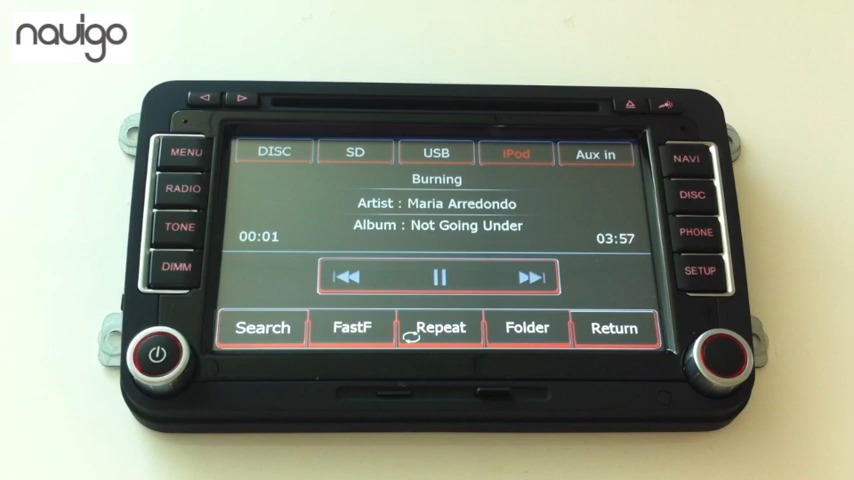 navigo
MENU
RADIO
TONE
DIMM
DISC SD USB iPod Aux in
Burning
Artist : Maria Arredondo
Album : Not Going Under
00:01 03:57
Search FastF Repeat Folder Return
NAVI
DISC
PHONE
SETUP